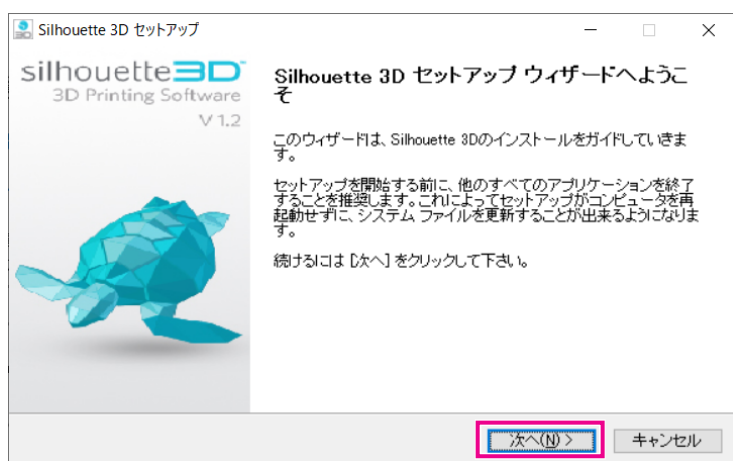 Silhouette 3D セットアップ
silhouette3D™
3D Printing Software
V 1.2
Silhouette 3D セットアップ ウィザードへようこ
そ
このウィザードは、Silhouette 3Dのインストールをガイドしていきま
す。
セットアップを開始する前に、他のすべてのアプリケーションを終了
することを推奨します。これによってセットアップがコンピュータを再
起動せずに、システム ファイルを更新することが出来るようになりま
す。
続けるには [次へ] をクリックして下さい。
次へ(N) >
キャンセル